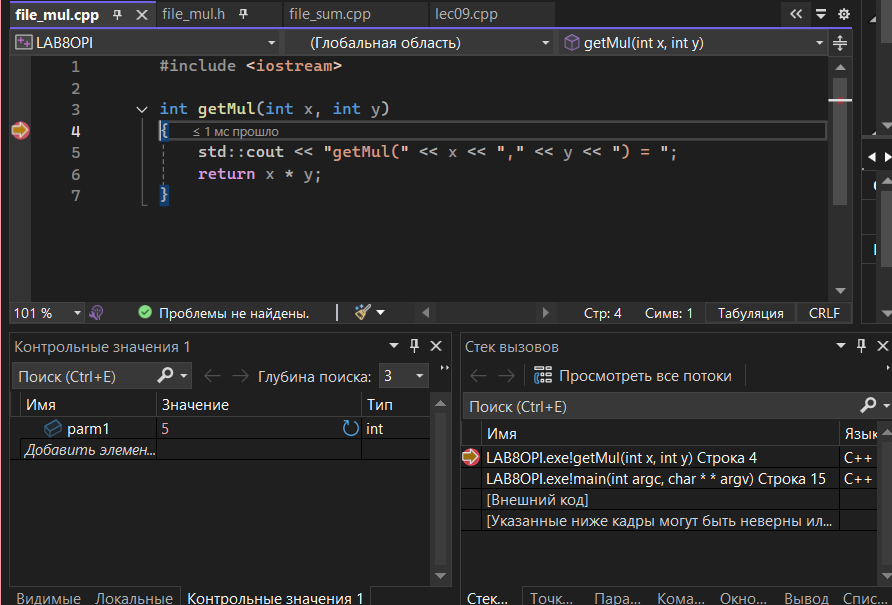 file_mul.cpp file_mul.h file_sum.cpp lec09.cpp
LAB8OPI (Глобальная область) getMul(int x, int y)
1 #include <iostream>
2
3 int getMul(int x, int y)
4 { ≤ 1 мс прошло
5 std::cout << "getMul(" << x << "," << y << ") = ";
6 return x * y;
7 }
101 % Проблемы не найдены. Стр: 4 Симв: 1 Табуляция CRLF
Контрольные значения 1
Поиск (Ctrl+E) Глубина поиска: 3
Имя Значение Тип
parm1 5 int
Добавить элемен...
Видимые Локальные Контрольные значения 1
Стек вызовов
Просмотреть все потоки
Поиск (Ctrl+E)
Имя Язык
LAB8OPI.exe!getMul(int x, int y) Строка 4 C++
LAB8OPI.exe!main(int argc, char * * argv) Строка 15 C++
[Внешний код]
[Указанные ниже кадры могут быть неверны ил...
Стек... Точк... Пара... Кома... Окно... Вывод Спис...